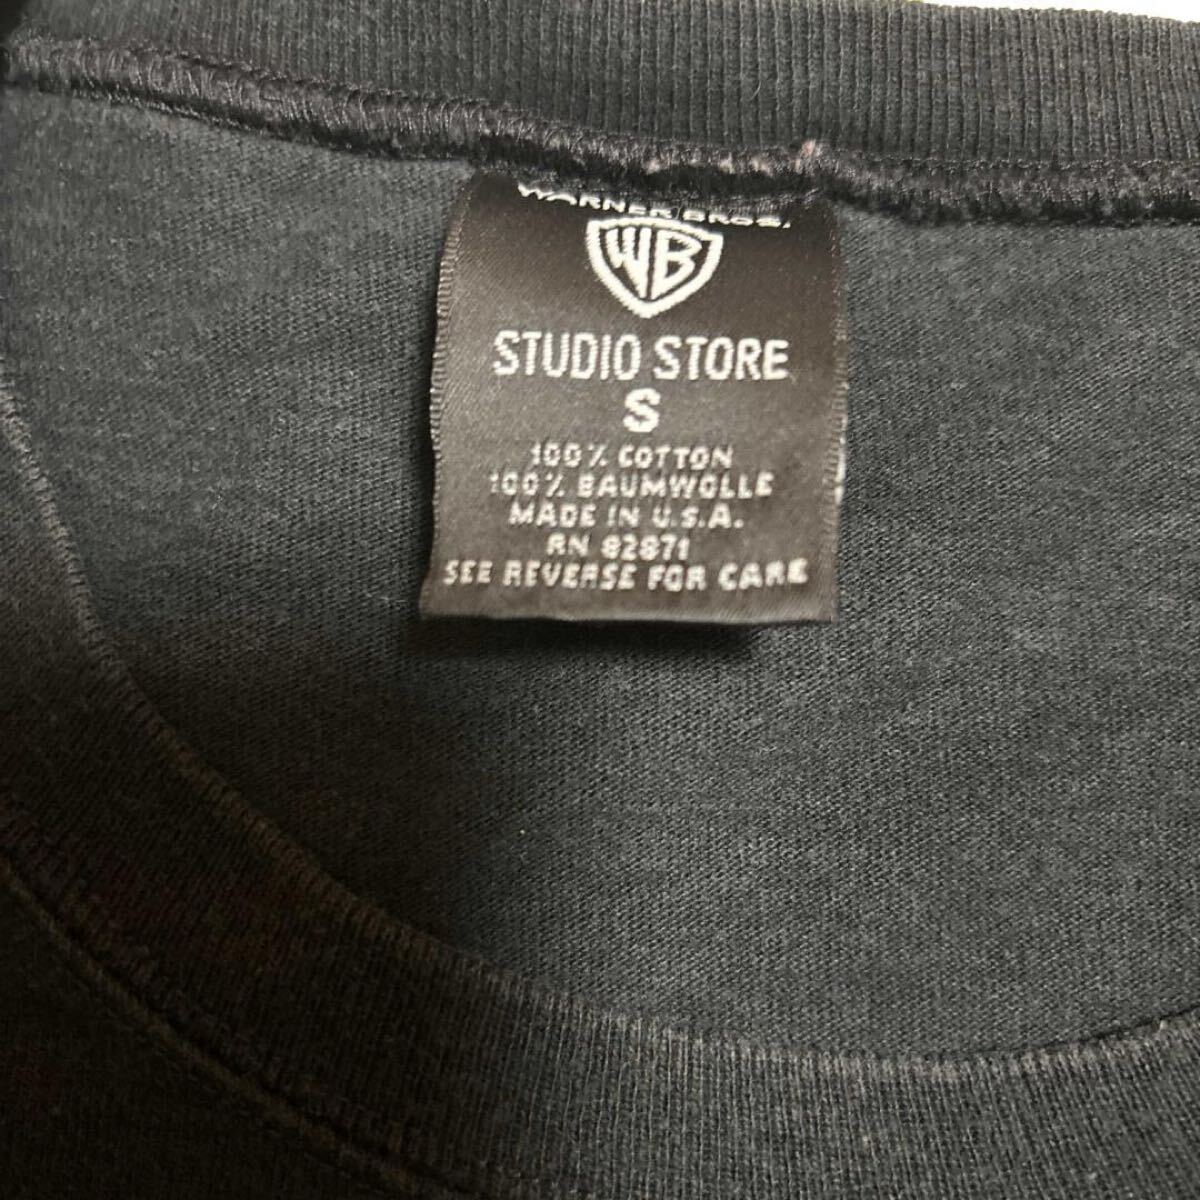 WARNER BROS.
WB
STUDIO STORE
S
100% COTTON
100% BAUMWOLLE
MADE IN U.S.A.
RN 82871
SEE REVERSE FOR CARE